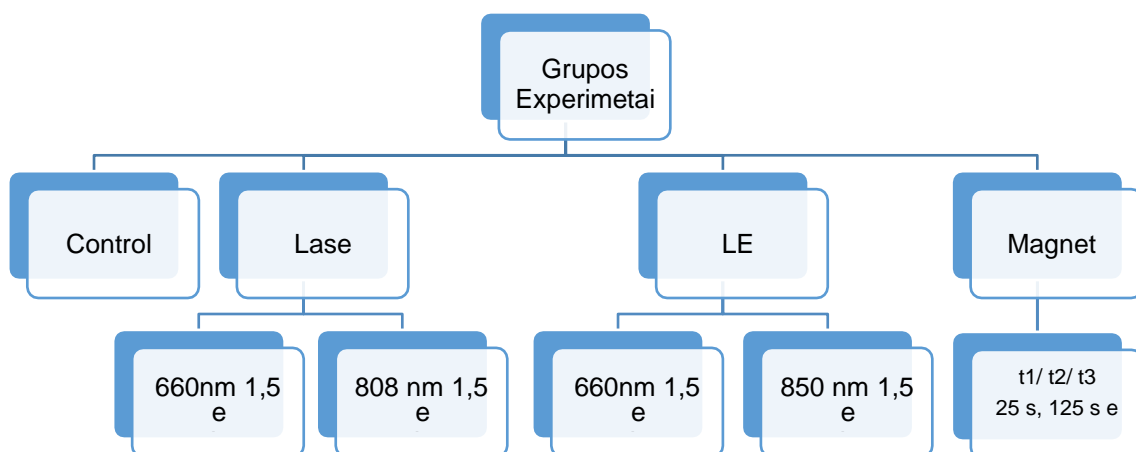 Grupos
Experimetai
Control
Lase
LE
Magnet
660nm 1,5
e
808 nm 1,5
e
660nm 1,5
e
850 nm 1,5
e
t1/ t2/ t3
25 s, 125 s e